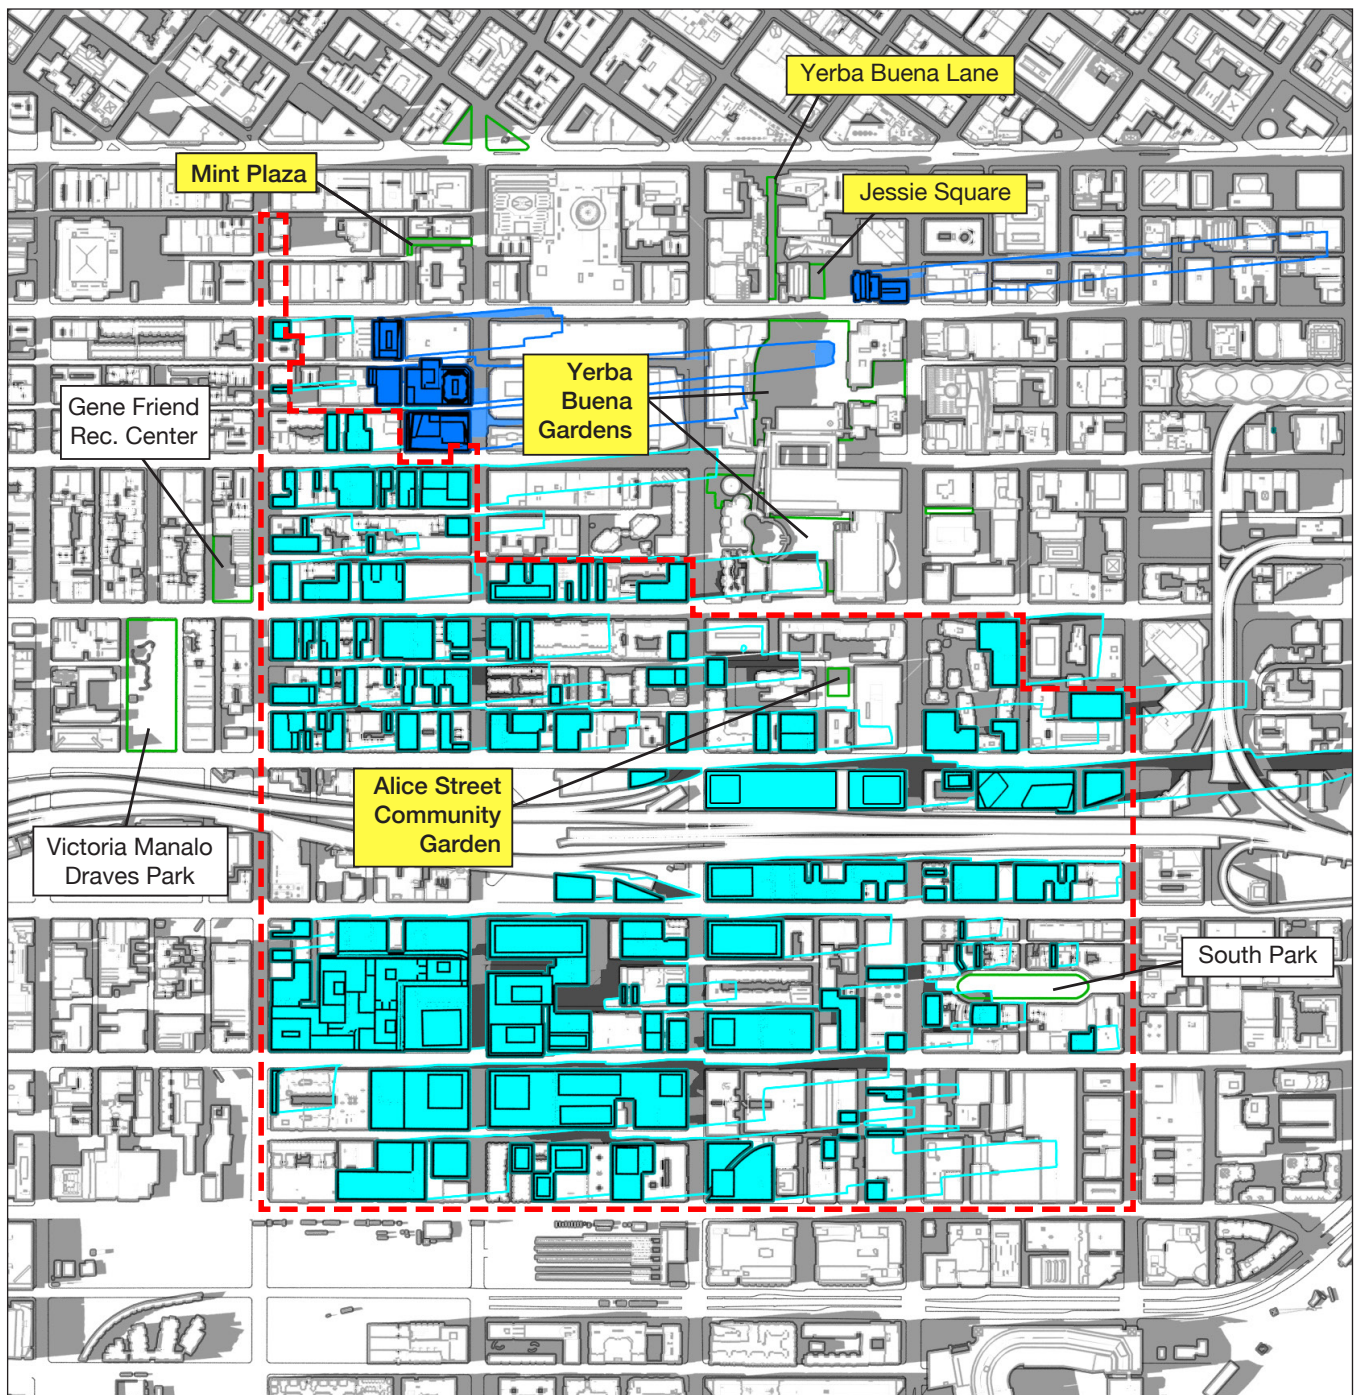 Yerba Buena Lane
Mint Plaza
Jessie Square
Yerba
Buena
Gardens
Gene Friend
Rec. Center
Alice Street
Community
Garden
Victoria Manalo
Draves Park
South Park